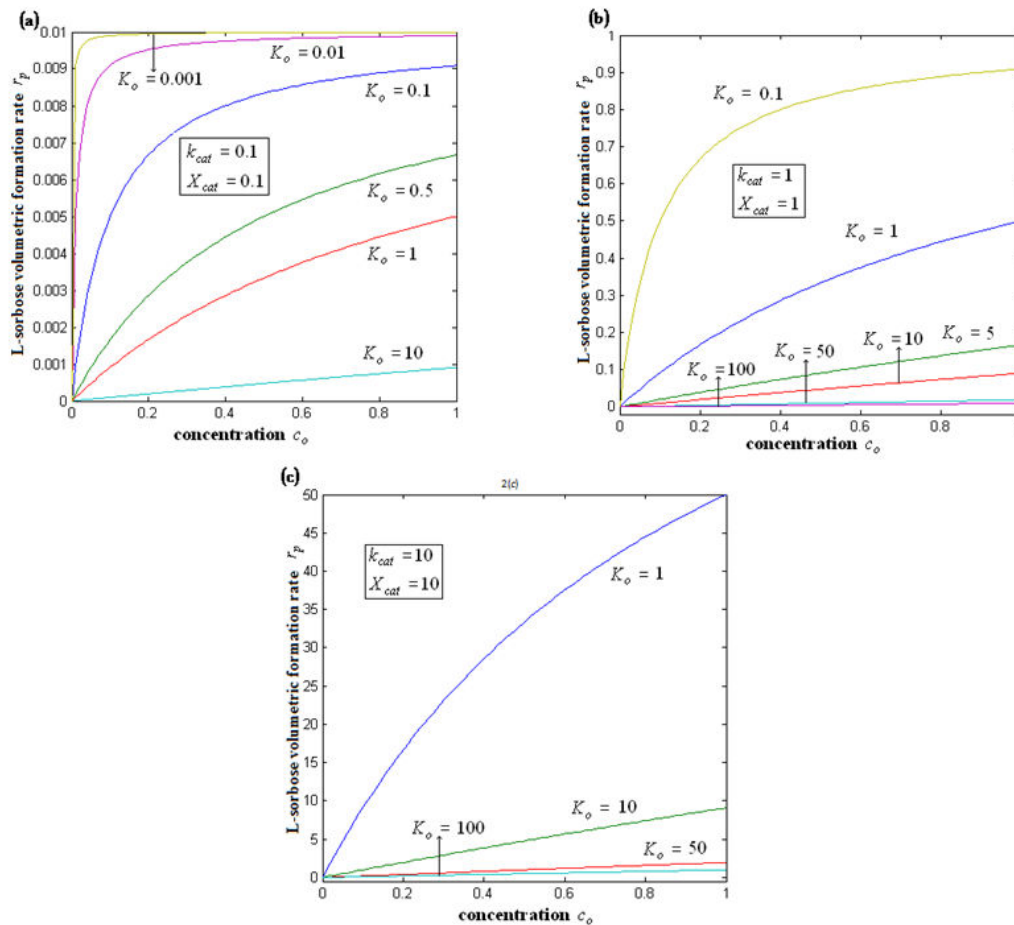 (a)
L-sorbose volumetric formation rate r_p
0.01
0.009
0.008
0.007
0.006
0.005
0.004
0.003
0.002
0.001
0
K_o = 0.001
K_o = 0.01
K_o = 0.1
k_cat = 0.1
X_cat = 0.1
K_o = 0.5
K_o = 1
K_o = 10
0 0.2 0.4 0.6 0.8 1
concentration c_o
(b)
L-sorbose volumetric formation rate r_p
1
0.9
0.8
0.7
0.6
0.5
0.4
0.3
0.2
0.1
0
K_o = 0.1
k_cat = 1
X_cat = 1
K_o = 1
K_o = 100
K_o = 50
K_o = 10
K_o = 5
0 0.2 0.4 0.6 0.8
concentration c_o
(c)
2(c)
L-sorbose volumetric formation rate r_p
50
45
40
35
30
25
20
15
10
5
0
k_cat = 10
X_cat = 10
K_o = 1
K_o = 10
K_o = 100
K_o = 50
0 0.2 0.4 0.6 0.8 1
concentration c_o